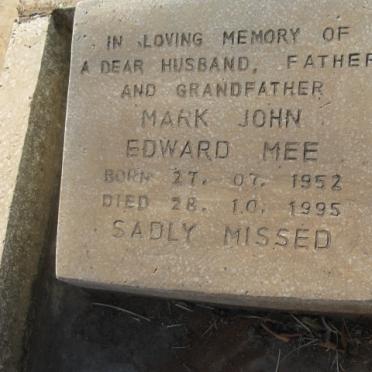 IN LOVING MEMORY OF
A DEAR HUSBAND, FATHER
AND GRANDFATHER
MARK JOHN
EDWARD MEE
BORN 27. 07. 1952
DIED 28. 10. 1995
SADLY MISSED